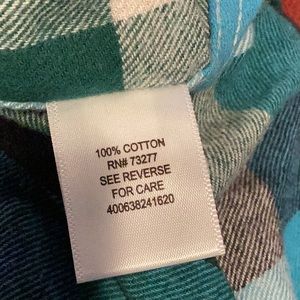 100% COTTON
RN# 73277
SEE REVERSE
FOR CARE
400638241620